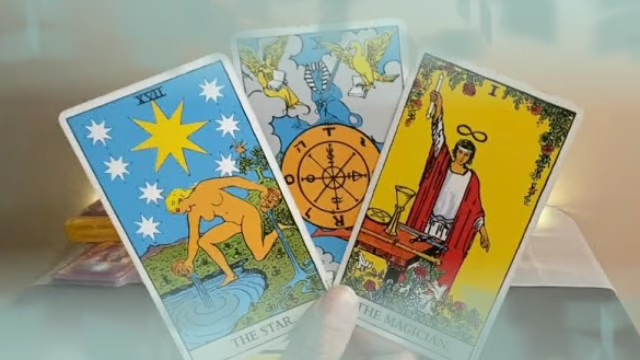 XVII
THE STAR.
T
R
I
THE MAGICIAN.